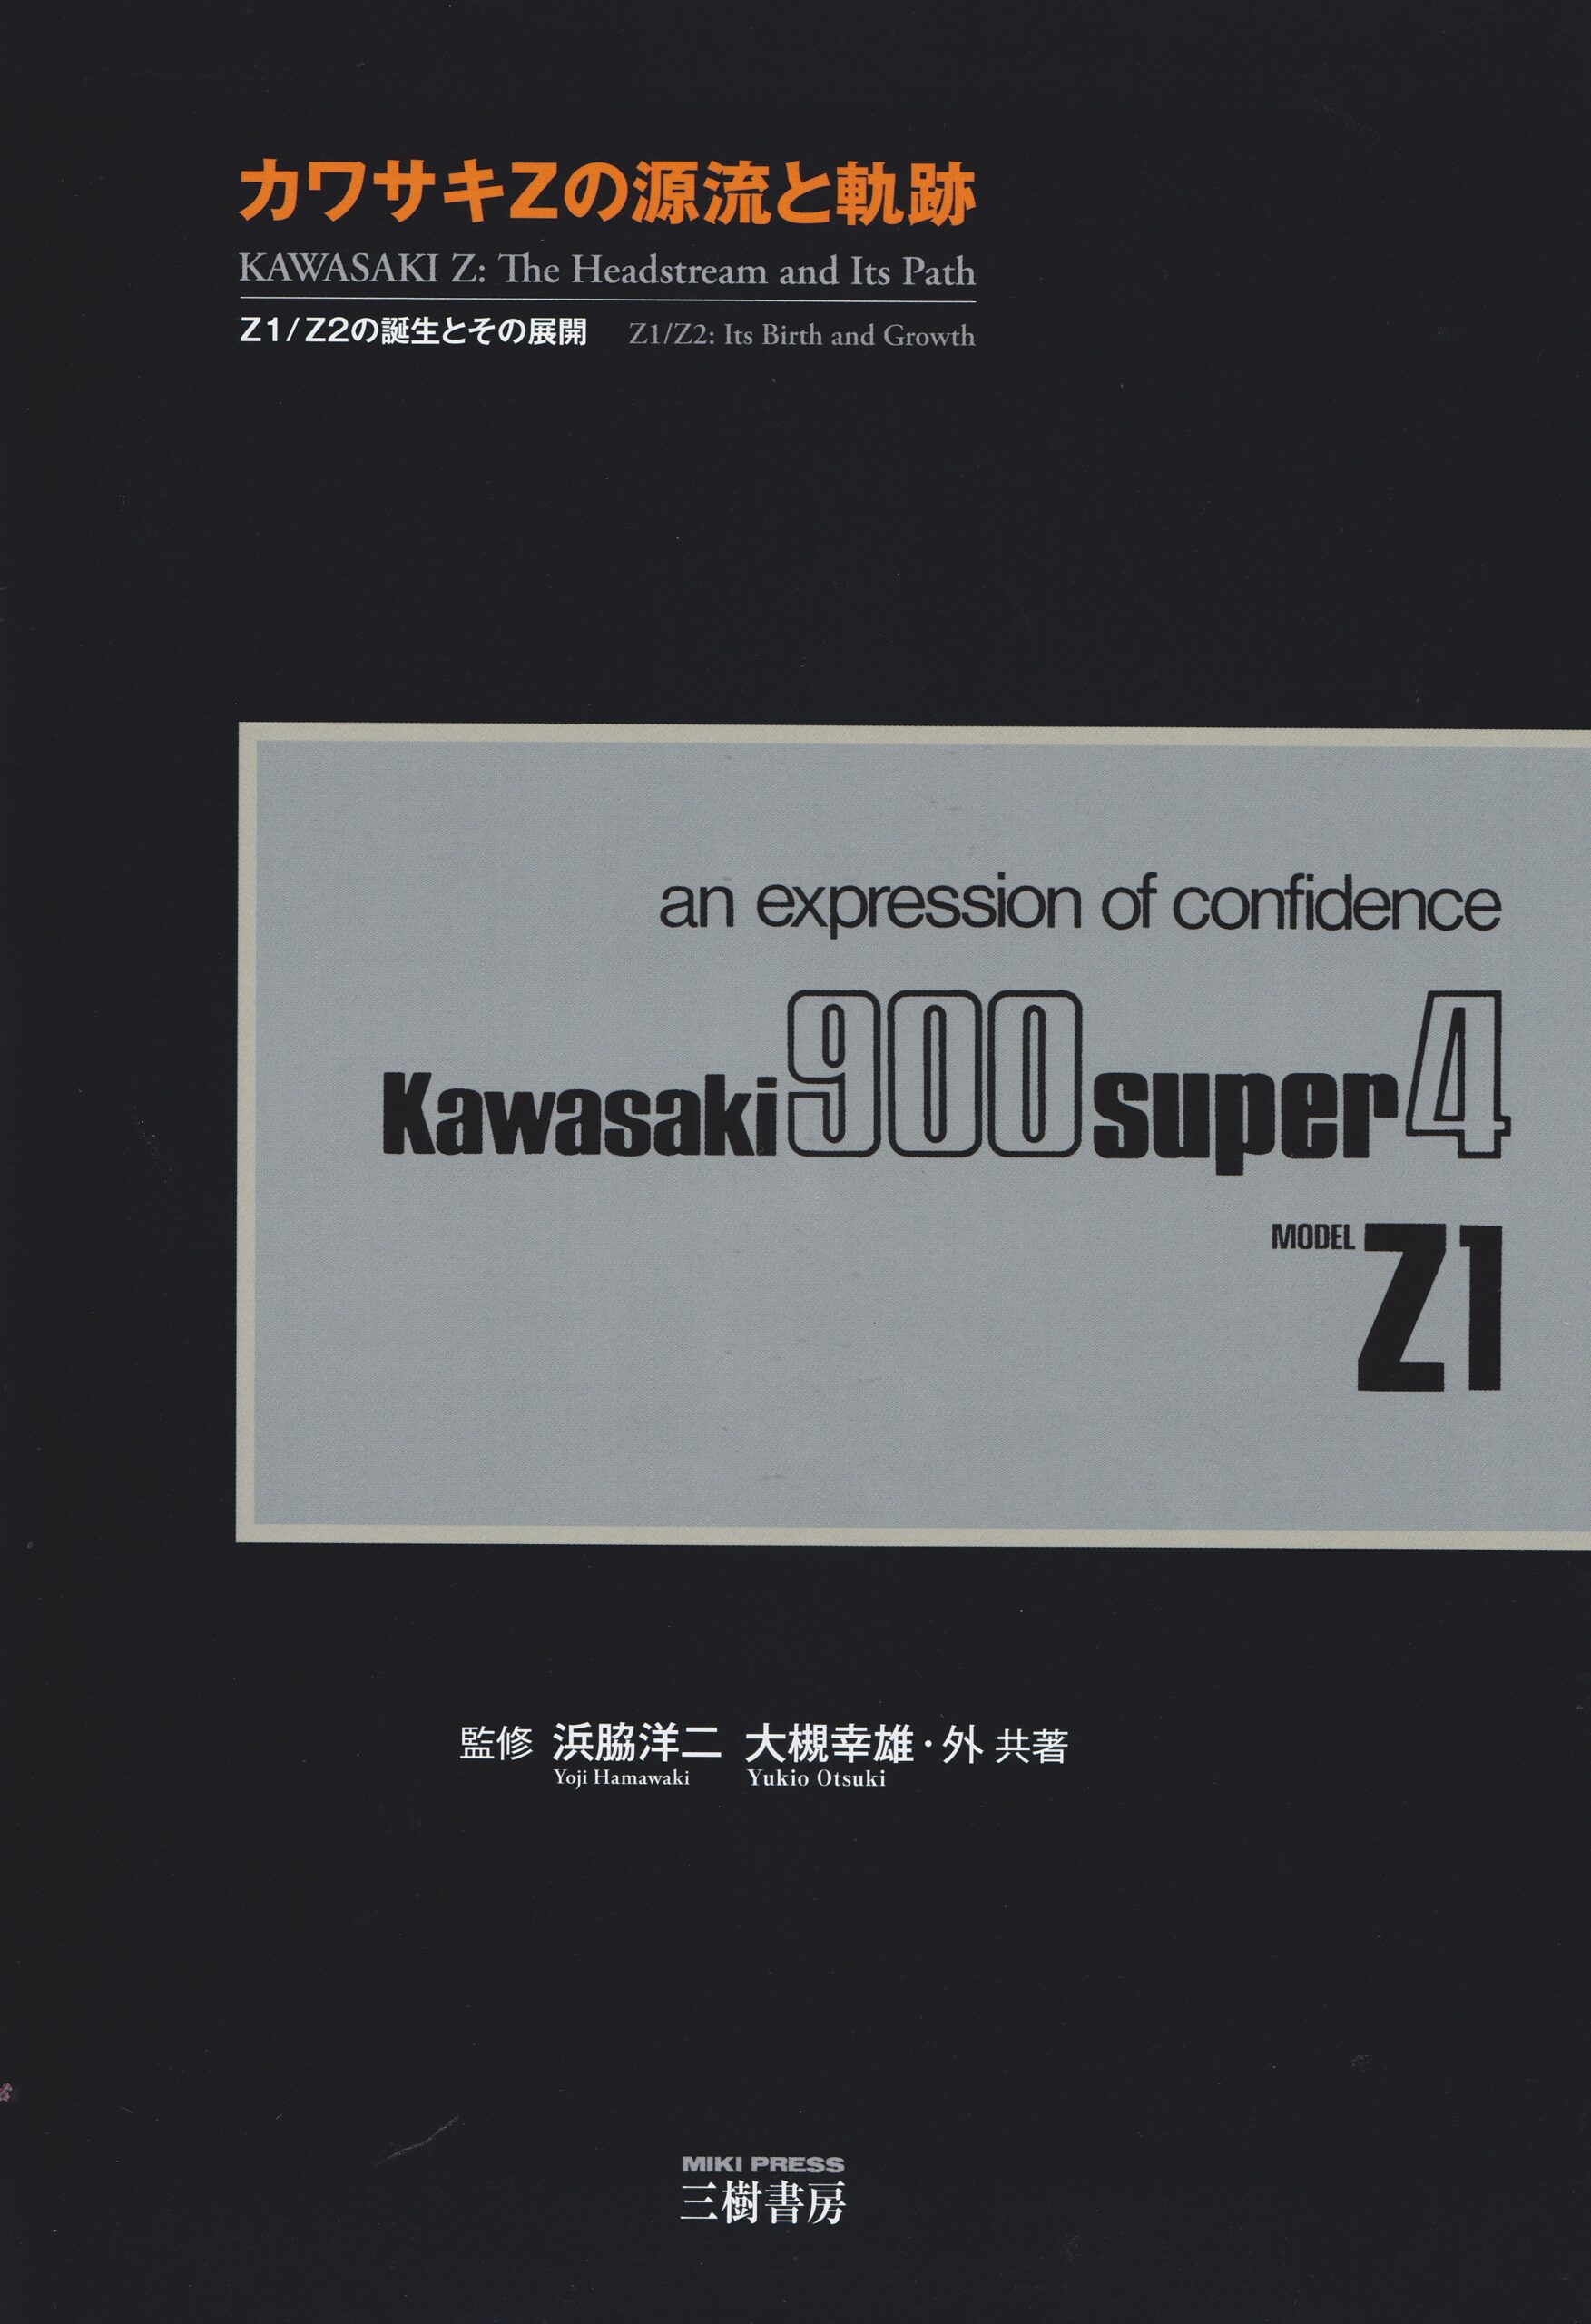 カワサキZの源流と軌跡
KAWASAKI Z: The Headstream and Its Path
Z1/Z2の誕生とその展開 Z1/Z2: Its Birth and Growth
an expression of confidence
Kawasaki 900 super 4
MODEL Z1
監修 浜脇洋二 大槻幸雄・外 共著
Yoji Hamawaki Yukio Otsuki
MIKI PRESS
三樹書房